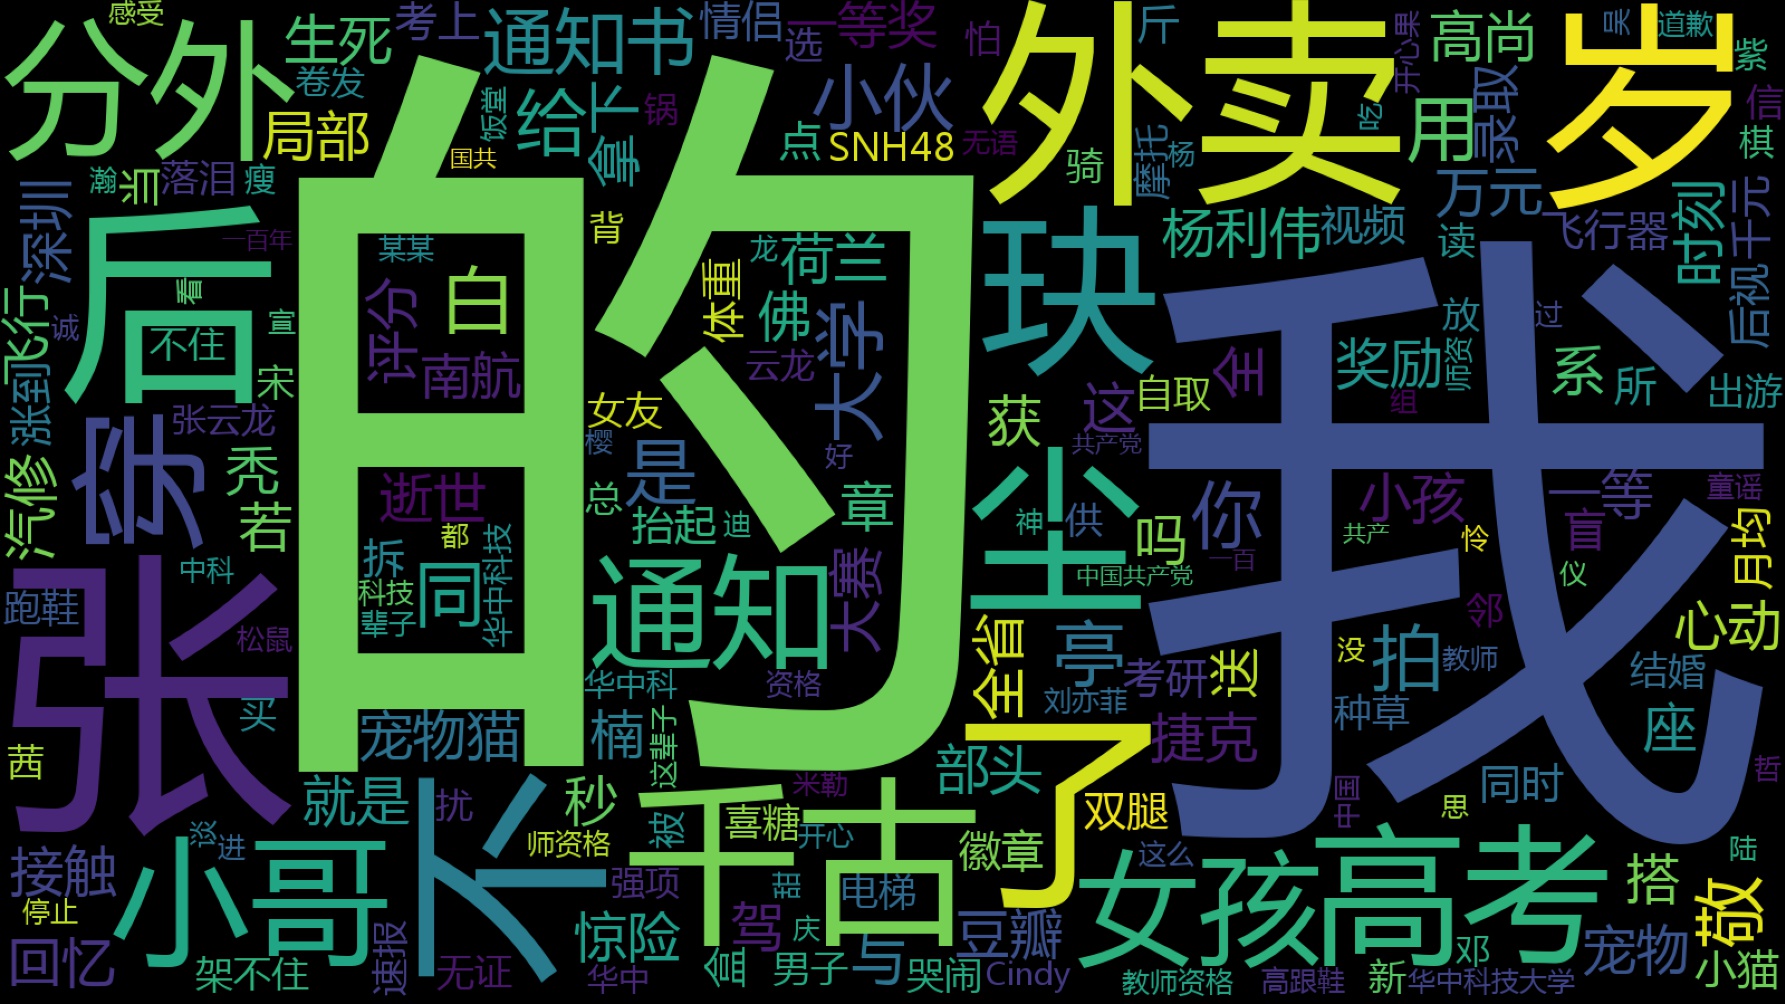 感受
分外
生死
考上
通知书
情侣
一等奖
选
怕
外卖
斤
高尚
开心果
吴
道歉
岁
紫
卷发
局部
饭堂
给
拿下
锅
小伙
点
SNH48
无语
骑
摩托
杨
吃
用
录取
信
棋
国共
深圳
瀚
当
落泪
瘦
的
背
龙
荷兰
玦
杨利伟
视频
万元
读
飞行器
时刻
后视
千元
一百年
后
某某
白
评分
南航
体重
佛
云龙
大学
看
不住
宣
诚
飞行
涨到
宋
张云龙
女友
樱
好
获
这
自取
全
我
放
过
奖励
师资
组
系
所
出游
穿
汽修
秃
若
逝世
总
是
抬起
迪
章
尘
神
供
吗
共产党
一百
你
中国共产党
小孩
共产
怜
一等
盲
童谣
仪
月均
中科
都
拆
科技
辈子
同
华中科技
通知
大赛
跑鞋
张
松鼠
买
茜
宠物猫
楠
华中科
这辈子
资格
全省
亭
考研
送
刘亦菲
捷克
没
拍
教师
邻
种草
心动
结婚
座
哲
就是
不
扰
秒
千古
米勒
喜糖
开心
被
部头
了
双腿
徽章
这么
中国
思
同时
陆
接触
停止
淡
进
小哥
师资格
强项
甜
电梯
女孩
高考
搭
敬
回忆
架不住
速报
无证
惊险
华中
驾
盒
庆
男子
与
豆瓣
哭闹
Cindy
教师资格
高跟鞋
新
邓
华中科技大学
宠物
小猫